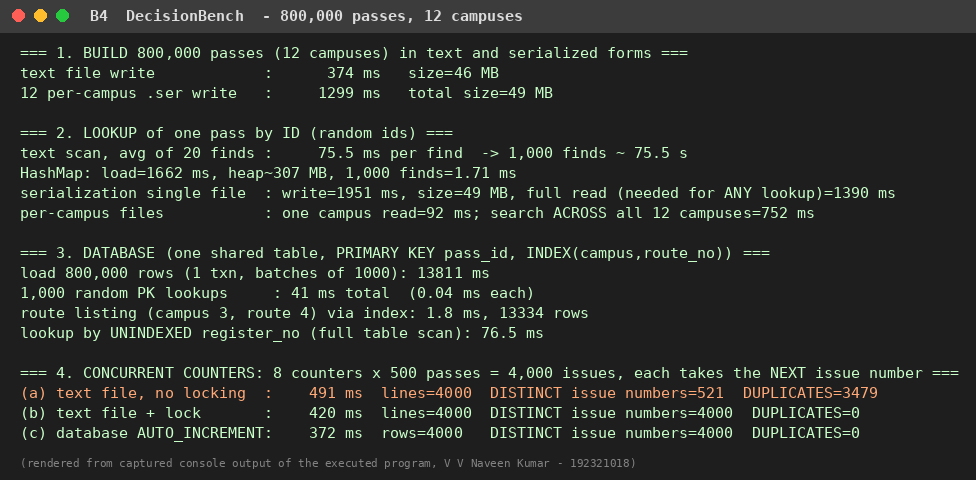 B4 DecisionBench - 800,000 passes, 12 campuses
=== 1. BUILD 800,000 passes (12 campuses) in text and serialized forms ===
text file write            :      374 ms   size=46 MB
12 per-campus .ser write   :     1299 ms   total size=49 MB
=== 2. LOOKUP of one pass by ID (random ids) ===
text scan, avg of 20 finds :     75.5 ms per find  -> 1,000 finds ~ 75.5 s
HashMap: load=1662 ms, heap~307 MB, 1,000 finds=1.71 ms
serialization single file  : write=1951 ms, size=49 MB, full read (needed for ANY lookup)=1390 ms
per-campus files           : one campus read=92 ms; search ACROSS all 12 campuses=752 ms
=== 3. DATABASE (one shared table, PRIMARY KEY pass_id, INDEX(campus,route_no)) ===
load 800,000 rows (1 txn, batches of 1000): 13811 ms
1,000 random PK lookups     : 41 ms total  (0.04 ms each)
route listing (campus 3, route 4) via index: 1.8 ms, 13334 rows
lookup by UNINDEXED register_no (full table scan): 76.5 ms
=== 4. CONCURRENT COUNTERS: 8 counters x 500 passes = 4,000 issues, each takes the NEXT issue number ===
(a) text file, no locking  :    491 ms  lines=4000  DISTINCT issue numbers=521  DUPLICATES=3479
(b) text file + lock       :    420 ms  lines=4000  DISTINCT issue numbers=4000  DUPLICATES=0
(c) database AUTO_INCREMENT:    372 ms  rows=4000   DISTINCT issue numbers=4000  DUPLICATES=0
(rendered from captured console output of the executed program, V V Naveen Kumar - 192321018)